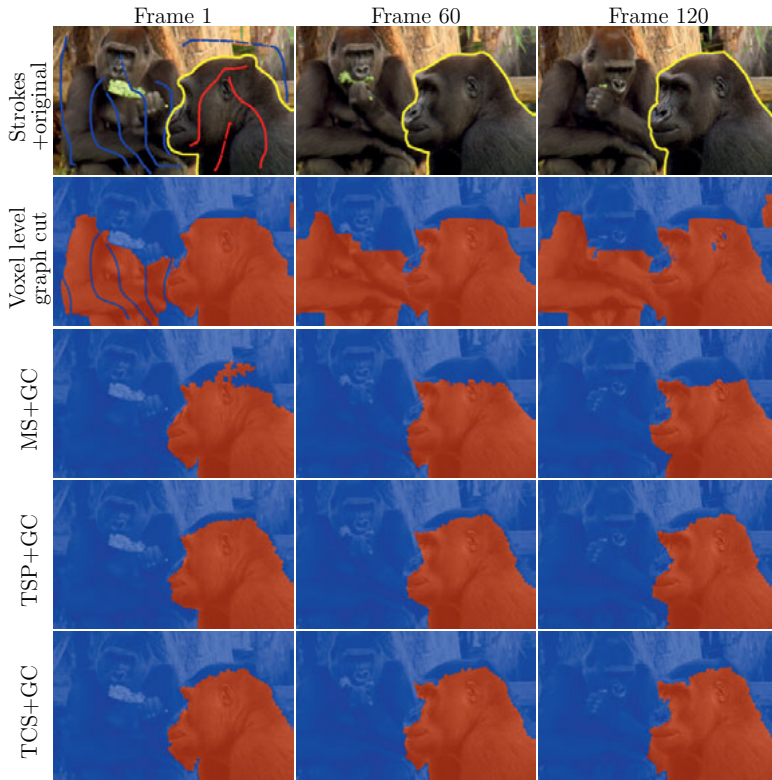 Frame 1 Frame 60 Frame 120
Strokes
+original
Voxel level
graph cut
MS+GC
TSP+GC
TCS+GC